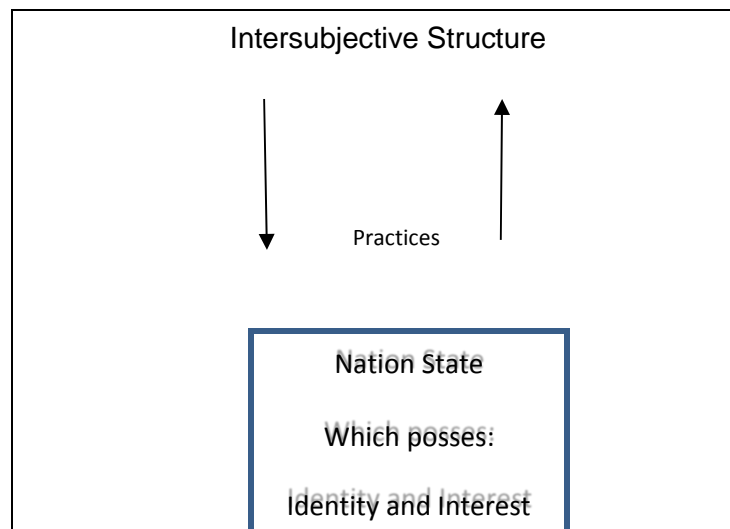 Intersubjective Structure
Practices
Nation State
Which posses:
Identity and Interest